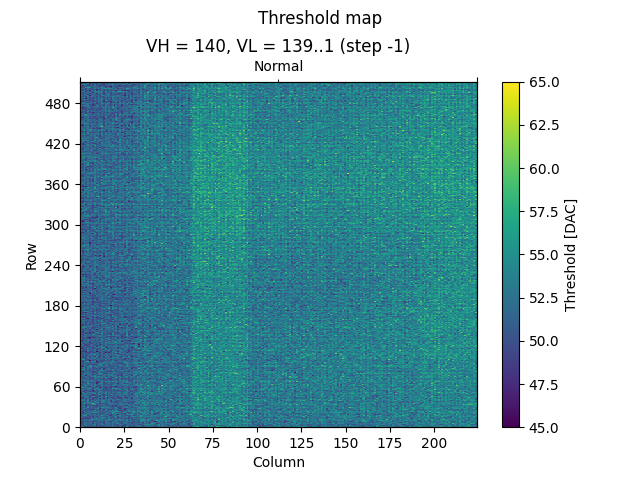 Threshold map
VH = 140, VL = 139..1 (step -1)
Normal
480
420
360
300
240
180
120
60
0
Row
0 25 50 75 100 125 150 175 200
Column
65.0
62.5
60.0
57.5
55.0
52.5
50.0
47.5
45.0
Threshold [DAC]